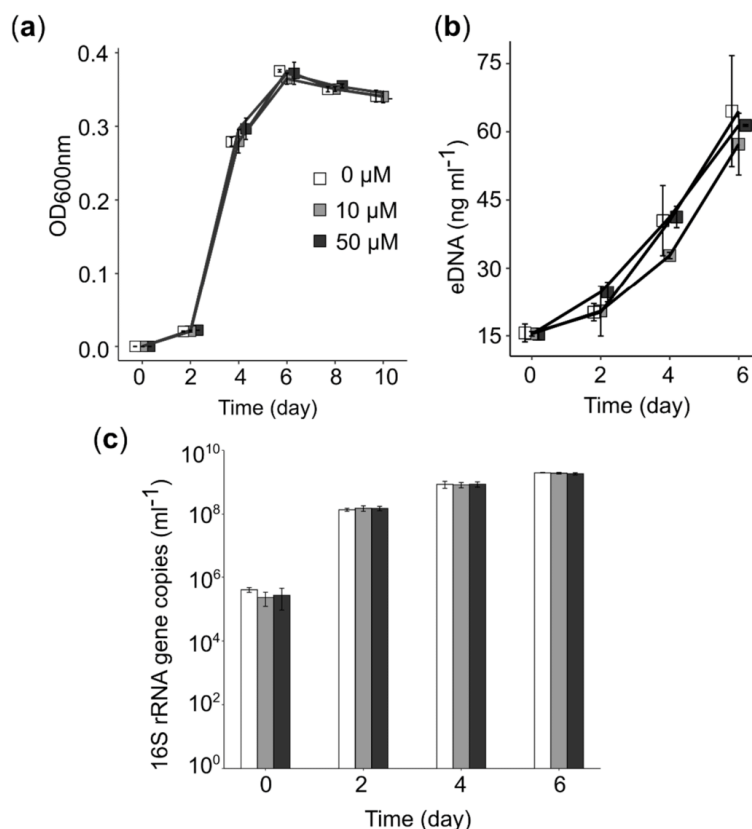 (a)
0.4
0.3
0.2
0.1
0.0
OD600nm
0 µM
10 µM
50 µM
0 2 4 6 8 10
Time (day)
(b)
75
60
45
30
15
eDNA (ng ml-1)
0 2 4 6
Time (day)
(c)
10^10
10^8
10^6
10^4
10^2
10^0
16S rRNA gene copies (ml-1)
0 2 4 6
Time (day)